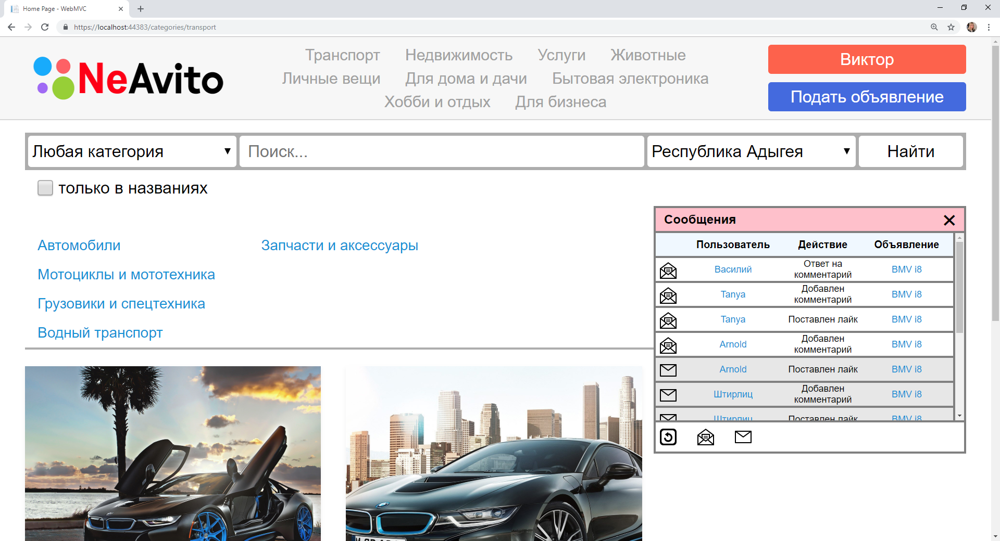 Home Page - WebMVC
https://localhost:44383/categories/transport
NeAvito
Транспорт Недвижимость Услуги Животные
Личные вещи Для дома и дачи Бытовая электроника
Хобби и отдых Для бизнеса
Виктор
Подать объявление
Любая категория
Поиск...
Республика Адыгея
Найти
только в названиях
Автомобили
Запчасти и аксессуары
Мотоциклы и мототехника
Грузовики и спецтехника
Водный транспорт
Сообщения
Пользователь Действие Объявление
Василий Ответ на комментарий BMV i8
Tanya Добавлен комментарий BMV i8
Tanya Поставлен лайк BMV i8
Arnold Добавлен комментарий BMV i8
Arnold Поставлен лайк BMV i8
Штирлиц Добавлен комментарий BMV i8
Штирлиц Поставлен лайк BMV i8